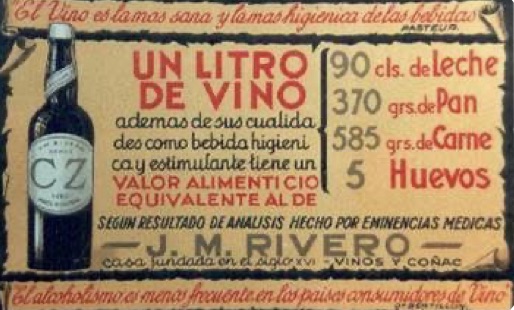 "El Vino es la mas sana y la mas higienica de las bebidas"
PASTEUR.
UN LITRO
DE VINO
ademas de sus cualida
des como bebida higieni
ca y estimulante tiene un
VALOR ALIMENTICIO
EQUIVALENTE AL DE
90 cls. de Leche
370 grs. de Pan
585 grs. de Carne
5 Huevos
CZ
SEGUN RESULTADO DE ANALISIS HECHO POR EMINENCIAS MEDICAS
— J. M. RIVERO —
casa fundada en el siglo XVI - VINOS Y COÑAC
El alcoholismo es menos frecuente en los paises consumidores de Vino